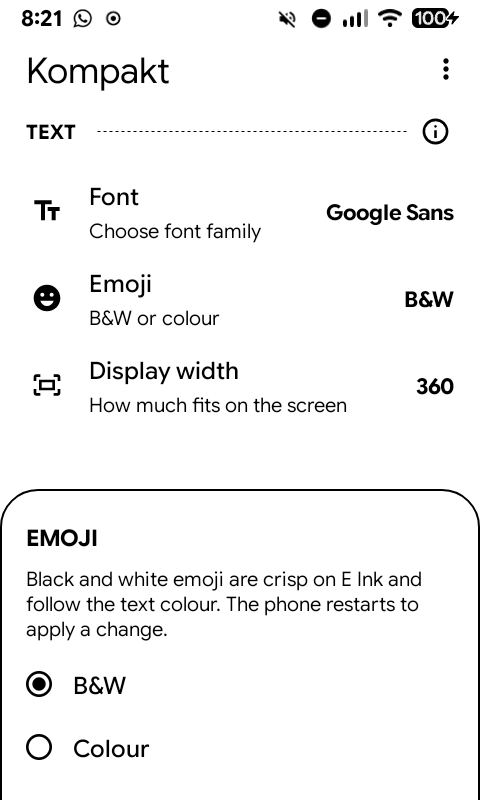 8:21
100
Kompakt
TEXT
Font
Choose font family
Google Sans
Emoji
B&W or colour
B&W
Display width
How much fits on the screen
360
EMOJI
Black and white emoji are crisp on E Ink and
follow the text colour. The phone restarts to
apply a change.
B&W
Colour